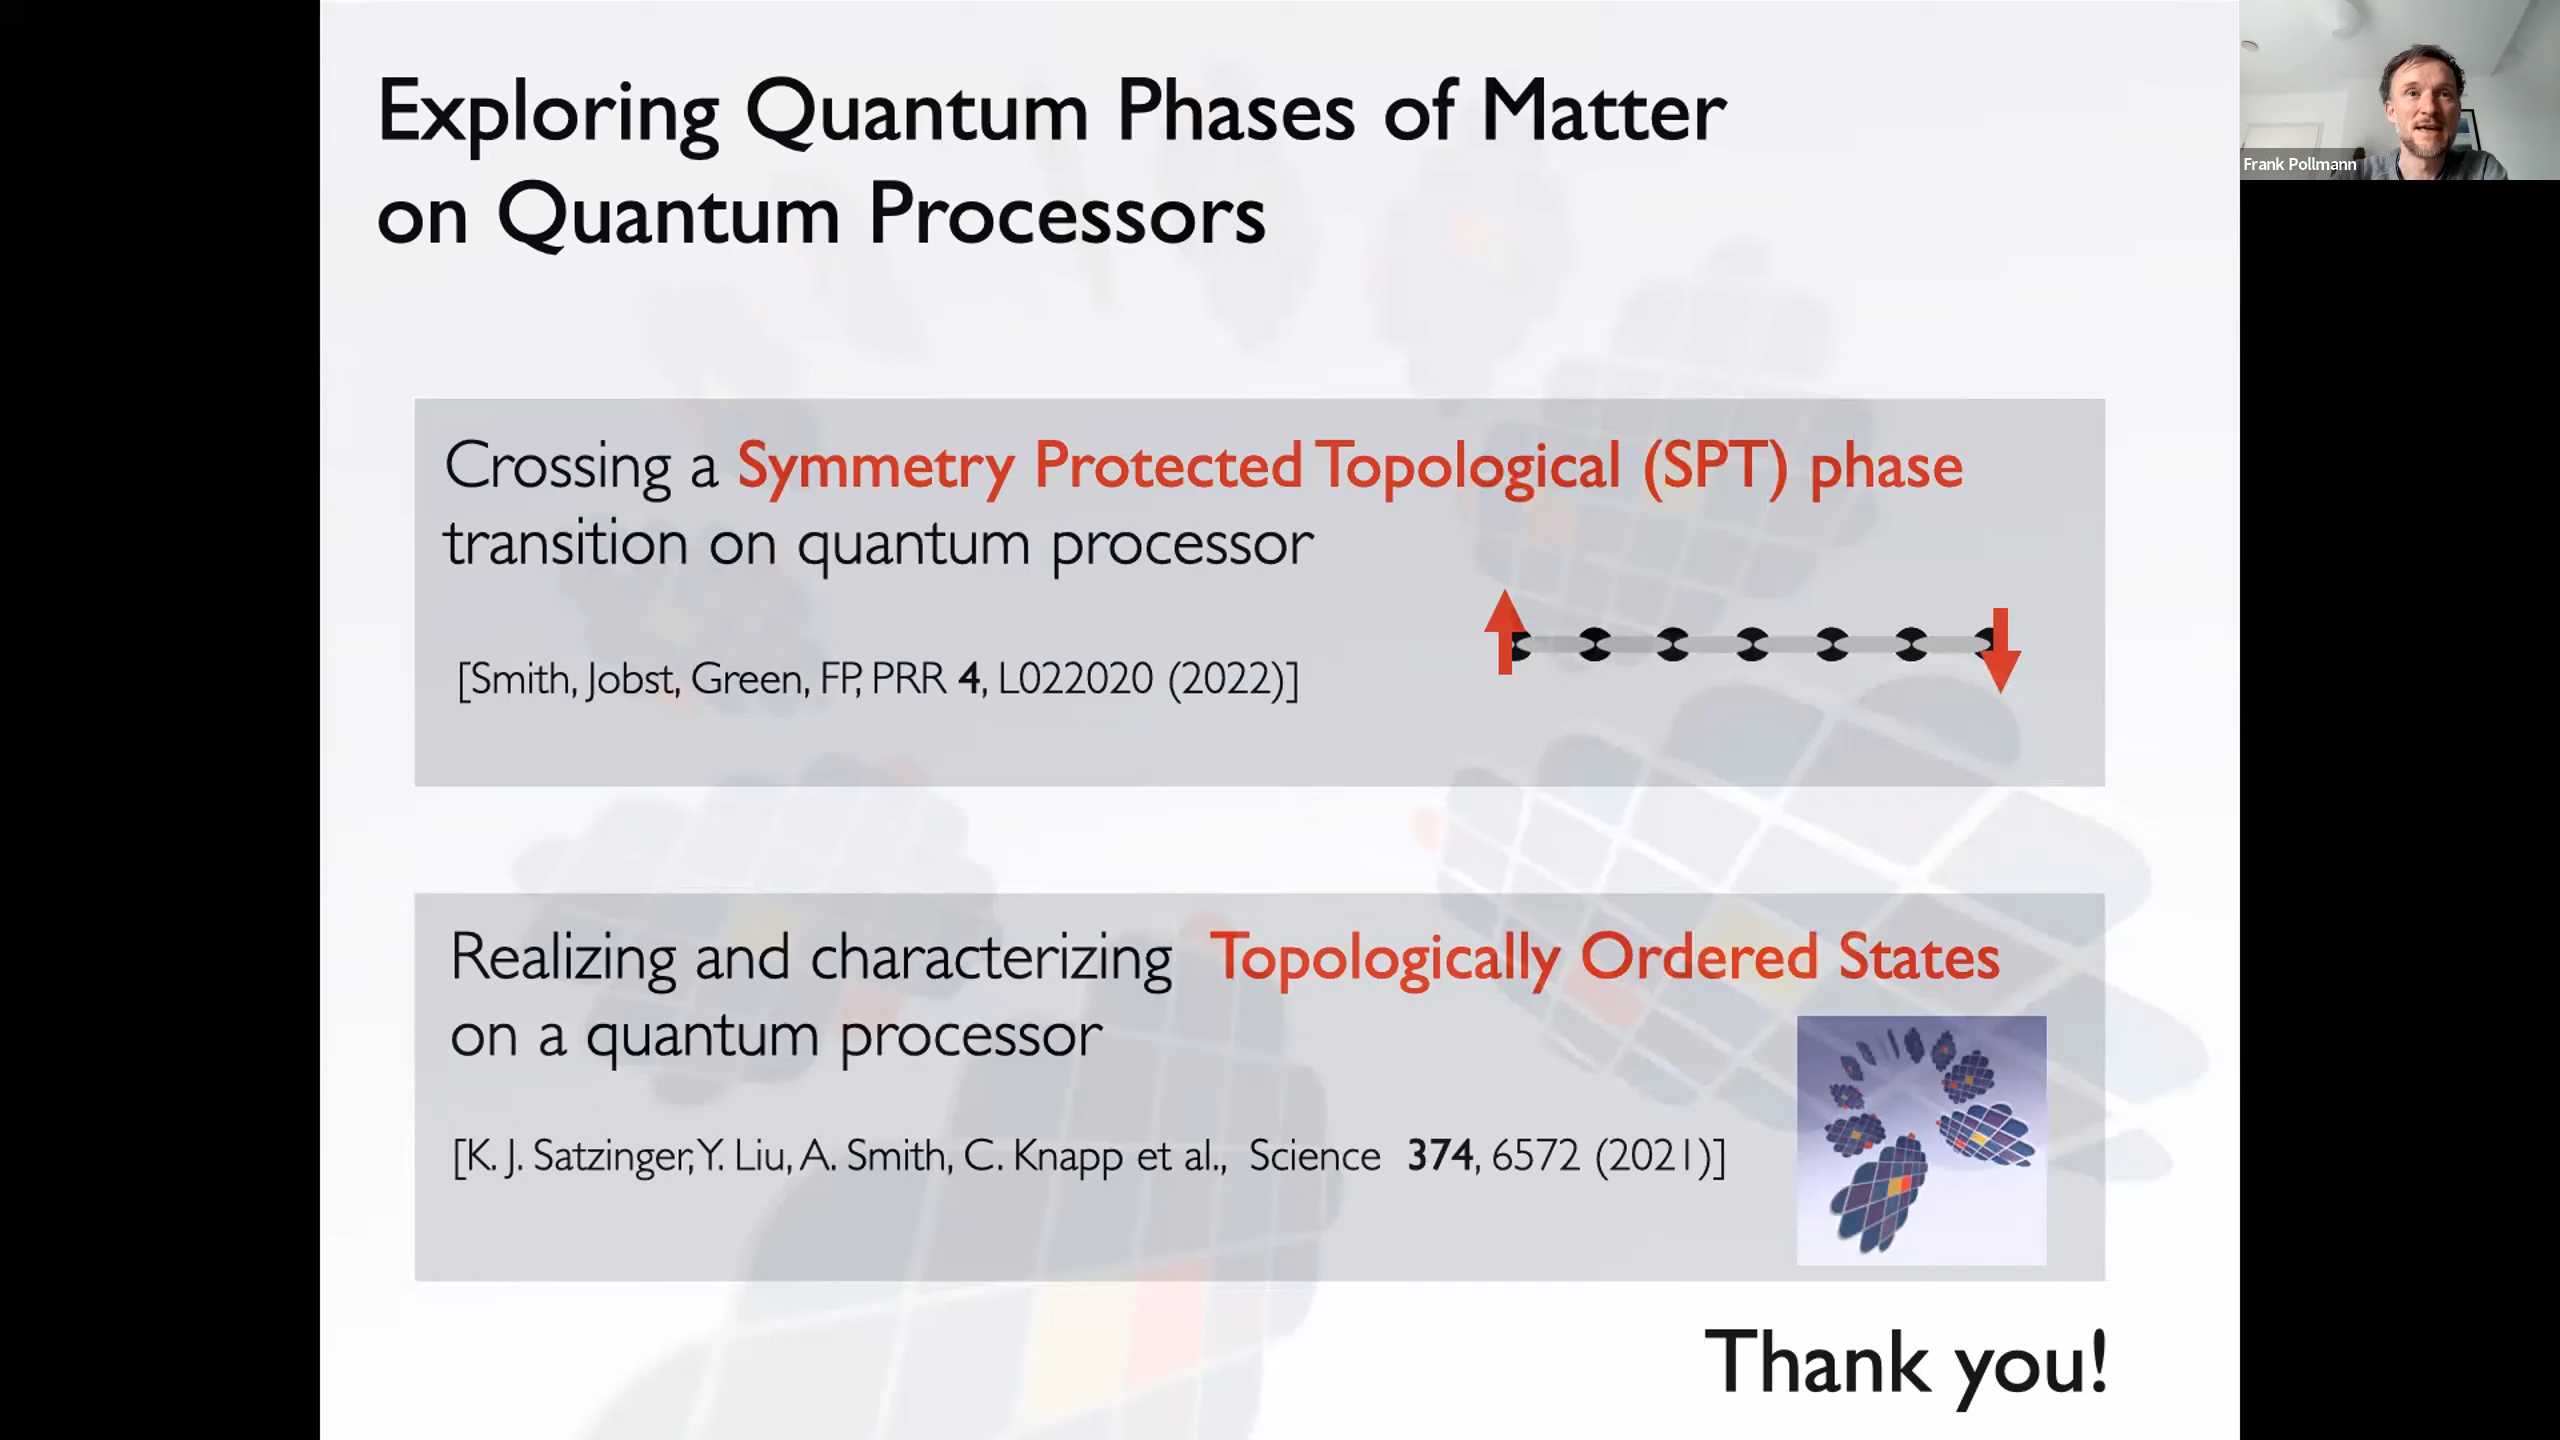 Exploring Quantum Phases of Matter
on Quantum Processors
Frank Pollmann
Crossing a Symmetry Protected Topological (SPT) phase
transition on quantum processor
[Smith, Jobst, Green, FP, PRR 4, L022020 (2022)]
Realizing and characterizing Topologically Ordered States
on a quantum processor
[K. J. Satzinger, Y. Liu, A. Smith, C. Knapp et al., Science 374, 6572 (2021)]
Thank you!